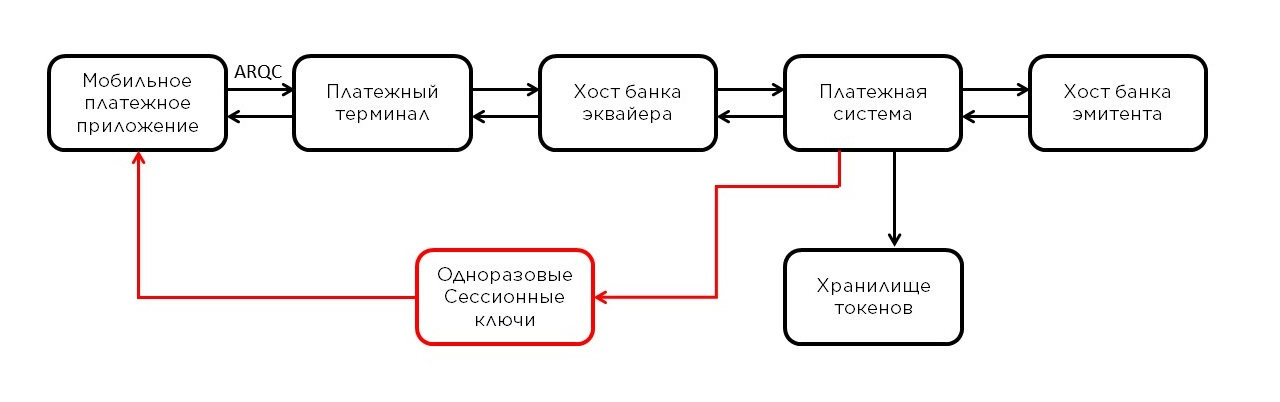 Мобильное
платежное
приложение
ARQC
Платежный
терминал
Хост банка
эквайера
Платежная
система
Хост банка
эмитента
Одноразовые
Сессионные
ключи
Хранилище
токенов